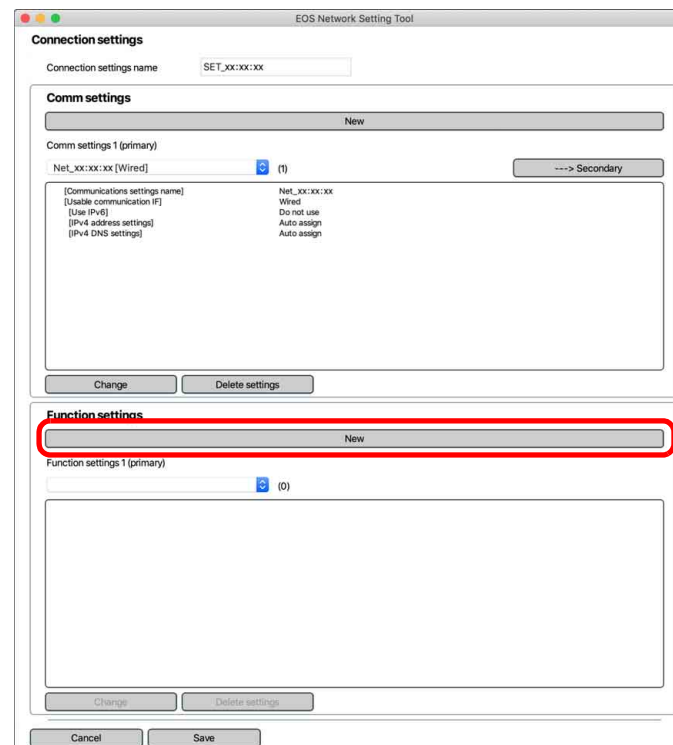 EOS Network Setting Tool
Connection settings
Connection settings name SET_xx:xx:xx
Comm settings
New
Comm settings 1 (primary)
Net_xx:xx:xx [Wired] (1) ---> Secondary
[Communications settings name] Net_xx:xx:xx
[Usable communication IF] Wired
[Use IPv6] Do not use
[IPv4 address settings] Auto assign
[IPv4 DNS settings] Auto assign
Change Delete settings
Function settings
New
Function settings 1 (primary)
(0)
Change Delete settings
Cancel Save